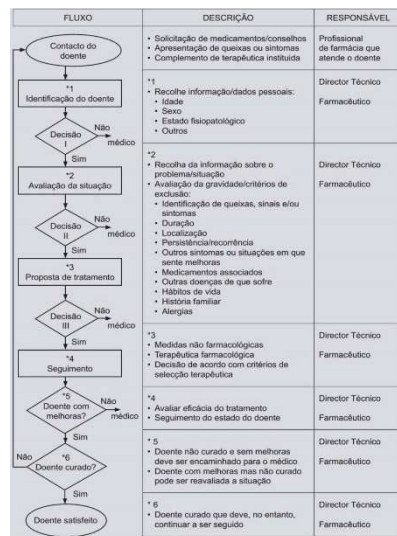 FLUXO
DESCRIÇÃO
RESPONSÁVEL
Contacto do
doente
• Solicitação de medicamentos/conselhos
• Apresentação de queixas ou sintomas
• Complemento de terapêutica instituída
Profissional
de farmácia que
atende o doente
*1
Identificação do doente
Decisão
I
Não
médico
Sim
*1
• Recolhe informação/dados pessoais:
• Idade
• Sexo
• Estado fisiopatológico
• Outros
Director Técnico
Farmacêutico
*2
Avaliação da situação
Decisão
II
Não
médico
Sim
*3
Proposta de tratamento
Decisão
III
Não
médico
Sim
*2
• Recolha da informação sobre o
problema/situação
• Avaliação da gravidade/critérios de
exclusão:
• Identificação de queixas, sinais e/ou
sintomas
• Duração
• Localização
• Persistência/recorrência
• Outros sintomas ou situações em que
sente melhoras
• Medicamentos associados
• Outras doenças de que sofre
• Hábitos de vida
• História familiar
• Alergias
Director Técnico
Farmacêutico
*3
• Medidas não farmacológicas
• Terapêutica farmacológica
• Decisão de acordo com critérios de
selecção terapêutica
Director Técnico
Farmacêutico
*4
Seguimento
*4
• Avaliar eficácia do tratamento
• Seguimento do estado do doente
Director Técnico
Farmacêutico
*5
Doente com
melhoras?
Não
médico
Sim
* 5
• Doente não curado e sem melhoras
deve ser encaminhado para o médico
• Doente com melhoras mas não curado
pode ser reavaliada a situação
Director Técnico
Farmacêutico
*6
Doente curado?
Não
Sim
Doente satisfeito
* 6
• Doente curado que deve, no entanto,
continuar a ser seguido
Director Técnico
Farmacêutico